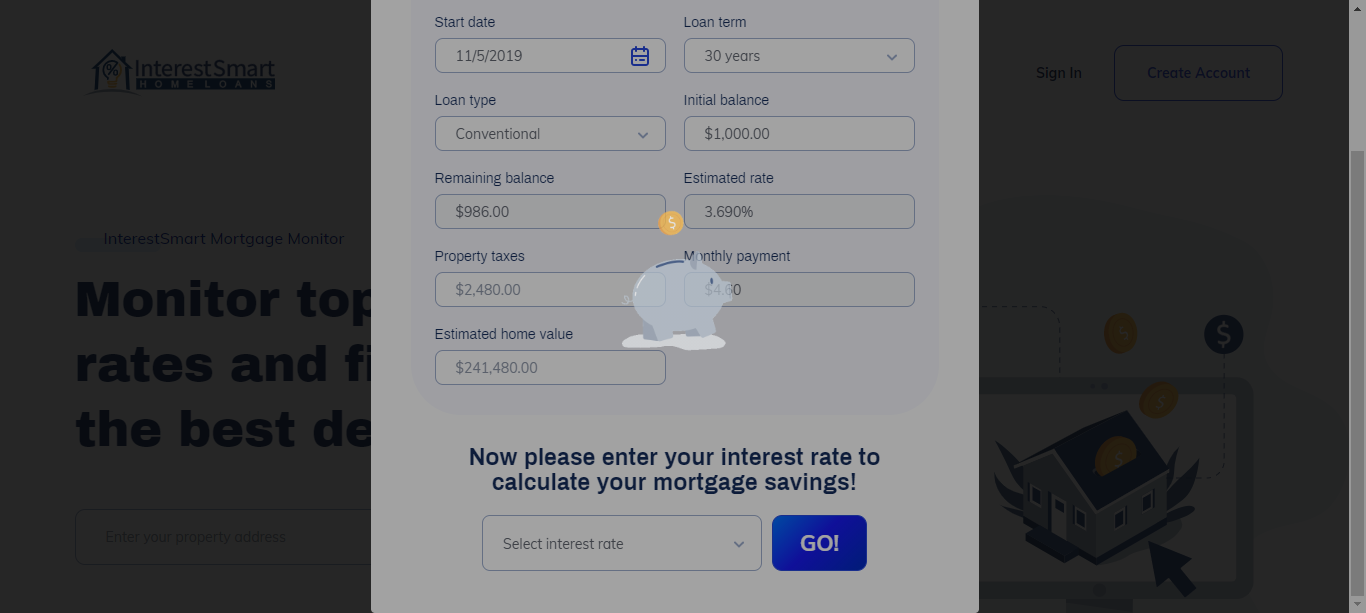 InterestSmart
HOME LOANS
Sign In
Create Account
InterestSmart Mortgage Monitor
Monitor top
rates and fi
the best de
Enter your property address
Start date
Loan term
11/5/2019
30 years
Loan type
Initial balance
Conventional
$1,000.00
Remaining balance
Estimated rate
$986.00
3.690%
Property taxes
Monthly payment
$2,480.00
$4.60
Estimated home value
$241,480.00
Now please enter your interest rate to
calculate your mortgage savings!
Select interest rate
GO!